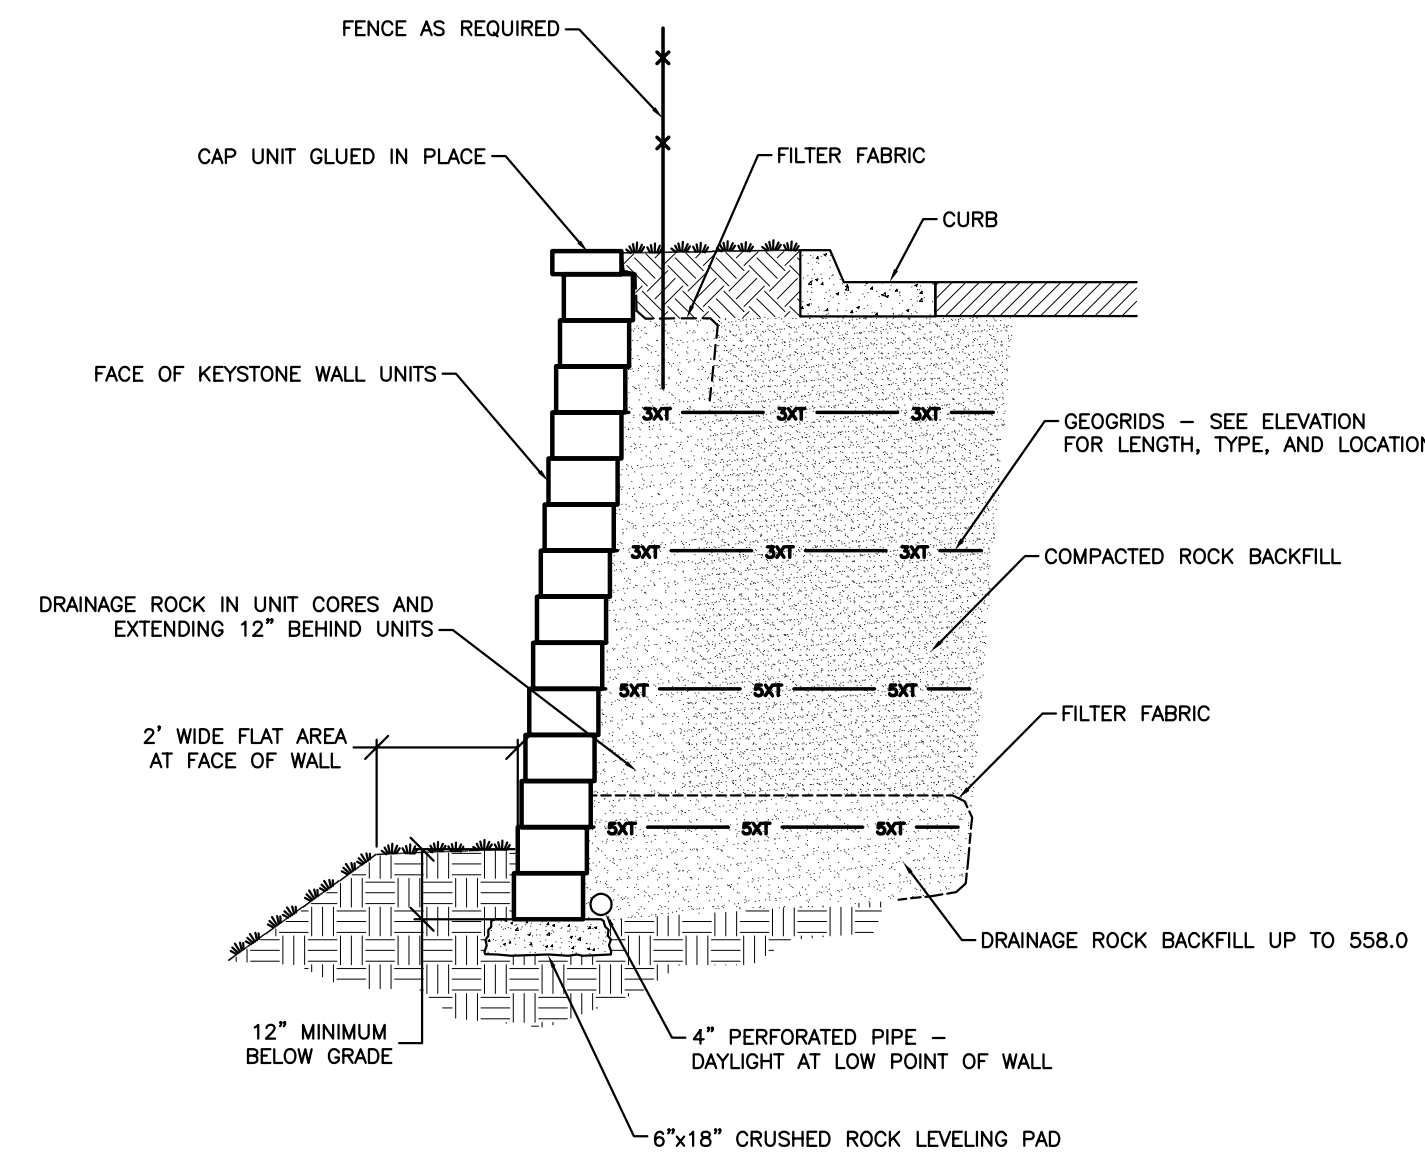 FENCE AS REQUIRED
CAP UNIT GLUED IN PLACE
FILTER FABRIC
CURB
FACE OF KEYSTONE WALL UNITS
3XT 3XT 3XT
GEOGRIDS – SEE ELEVATION
FOR LENGTH, TYPE, AND LOCATION
3XT 3XT 3XT
COMPACTED ROCK BACKFILL
DRAINAGE ROCK IN UNIT CORES AND
EXTENDING 12" BEHIND UNITS
5XT 5XT 5XT
FILTER FABRIC
2' WIDE FLAT AREA
AT FACE OF WALL
5XT 5XT 5XT
DRAINAGE ROCK BACKFILL UP TO 558.0
12" MINIMUM
BELOW GRADE
4" PERFORATED PIPE –
DAYLIGHT AT LOW POINT OF WALL
6"x18" CRUSHED ROCK LEVELING PAD